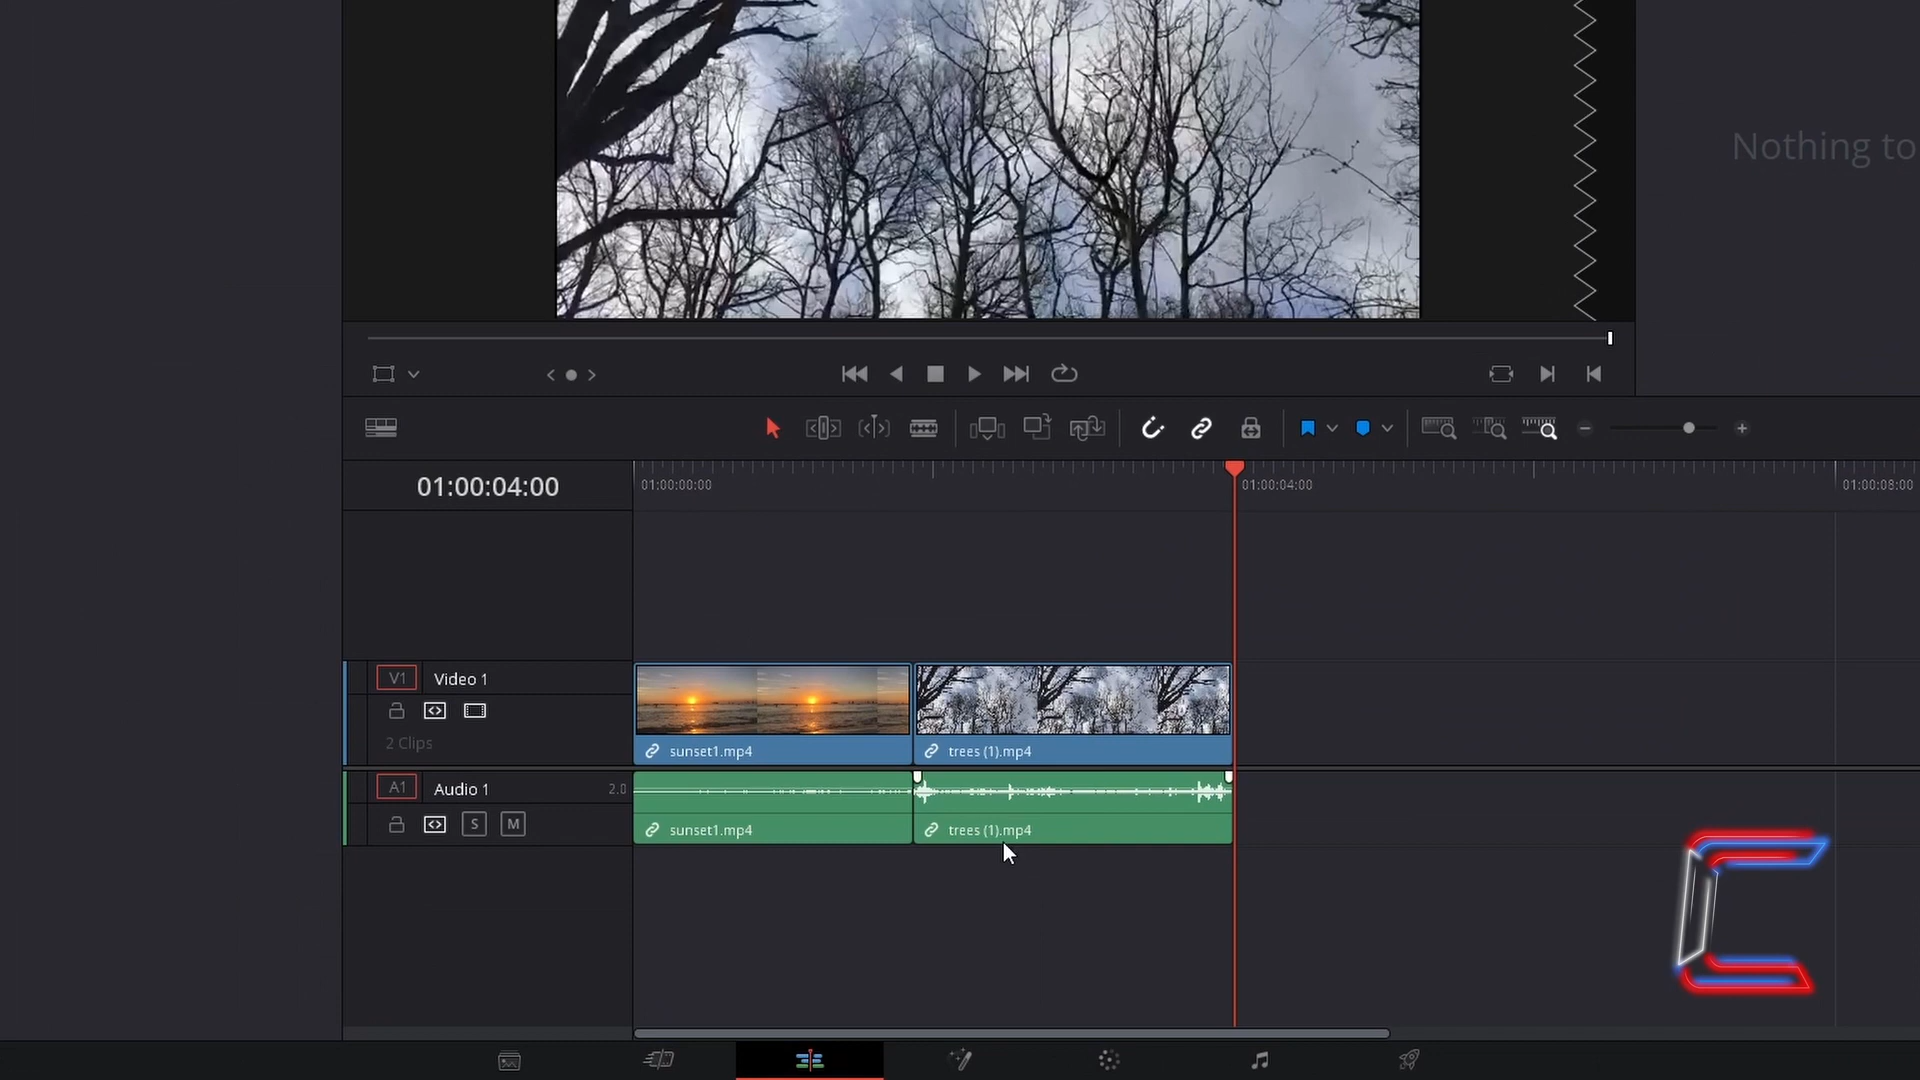 Nothing to
01:00:04:00
01:00:00:00
01:00:04:00
01:00:08:00
V1 Video 1
2 Clips
sunset1.mp4
trees (1).mp4
A1 Audio 1 2.0
S M
sunset1.mp4
trees (1).mp4
C